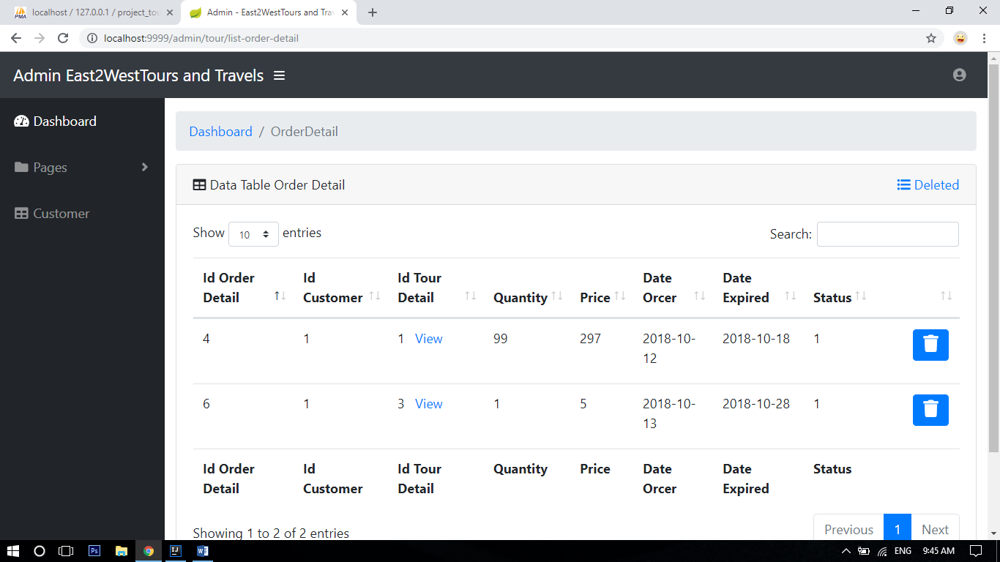 localhost / 127.0.0.1 / project_tou
Admin - East2WestTours and Tra
localhost:9999/admin/tour/list-order-detail
Admin East2WestTours and Travels
Dashboard
Pages
Customer
Dashboard / OrderDetail
Data Table Order Detail Deleted
Show 10 entries Search:
Id Order Detail Id Customer Id Tour Detail Quantity Price Date Orcer Date Expired Status
4 1 1 View 99 297 2018-10-12 2018-10-18 1
6 1 3 View 1 5 2018-10-13 2018-10-28 1
Id Order Detail Id Customer Id Tour Detail Quantity Price Date Orcer Date Expired Status
Showing 1 to 2 of 2 entries Previous 1 Next
PMA
Ps
IJ
W
ENG 9:45 AM